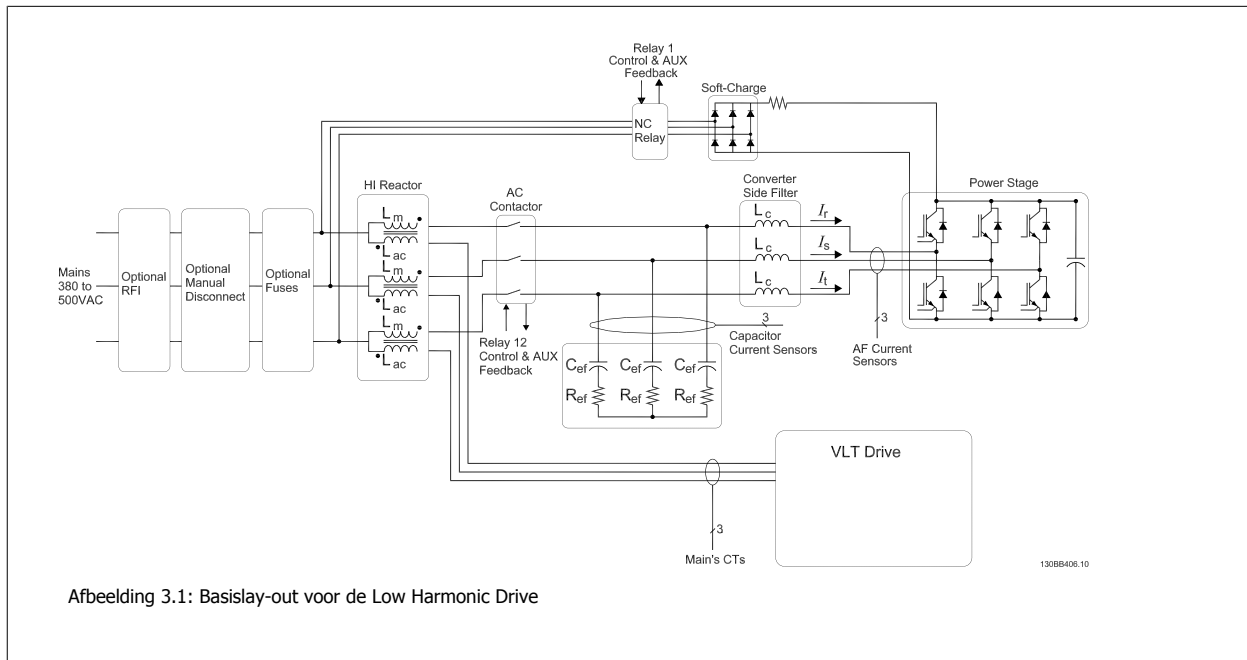 Relay 1
Control & AUX
Feedback
Soft-Charge
NC
Relay
HI Reactor
AC
Contactor
Converter
Side Filter
Power Stage
Mains
380 to
500VAC
Optional
RFI
Optional
Manual
Disconnect
Optional
Fuses
Lm
Lac
Lm
Lac
Lm
Lac
Lc
Lc
Lc
Ir
Is
It
Relay 12
Control & AUX
Feedback
3
Capacitor
Current Sensors
3
AF Current
Sensors
Cef
Cef
Cef
Ref
Ref
Ref
VLT Drive
3
Main's CTs
130BB406.10
Afbeelding 3.1: Basislay-out voor de Low Harmonic Drive